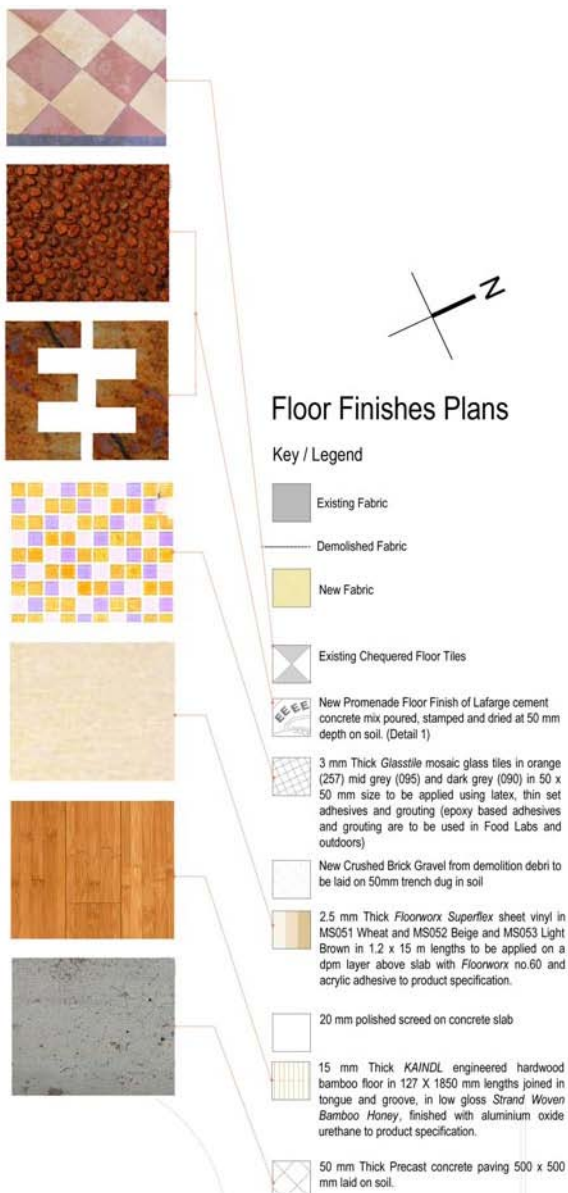 N
Floor Finishes Plans
Key / Legend
Existing Fabric
Demolished Fabric
New Fabric
Existing Chequered Floor Tiles
EEEE
New Promenade Floor Finish of Lafarge cement
concrete mix poured, stamped and dried at 50 mm
depth on soil. (Detail 1)
3 mm Thick Glasstile mosaic glass tiles in orange
(257) mid grey (095) and dark grey (090) in 50 x
50 mm size to be applied using latex, thin set
adhesives and grouting (epoxy based adhesives
and grouting are to be used in Food Labs and
outdoors)
New Crushed Brick Gravel from demolition debri to
be laid on 50mm trench dug in soil
2.5 mm Thick Floorworx Superflex sheet vinyl in
MS051 Wheat and MS052 Beige and MS053 Light
Brown in 1.2 x 15 m lengths to be applied on a
dpm layer above slab with Floorworx no.60 and
acrylic adhesive to product specification.
20 mm polished screed on concrete slab
15 mm Thick KAINDL engineered hardwood
bamboo floor in 127 X 1850 mm lengths joined in
tongue and groove, in low gloss Strand Woven
Bamboo Honey, finished with aluminium oxide
urethane to product specification.
50 mm Thick Precast concrete paving 500 x 500
mm laid on soil.